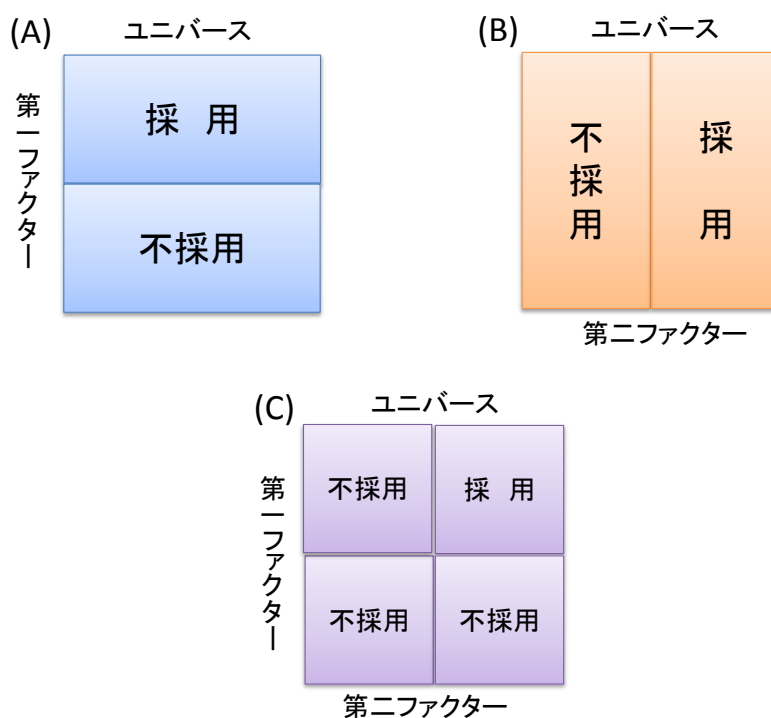 (A)
ユニバース
第一ファクター
採 用
不採用
(B)
ユニバース
不採用
採 用
第二ファクター
(C)
ユニバース
第一ファクター
不採用
採 用
不採用
不採用
第二ファクター